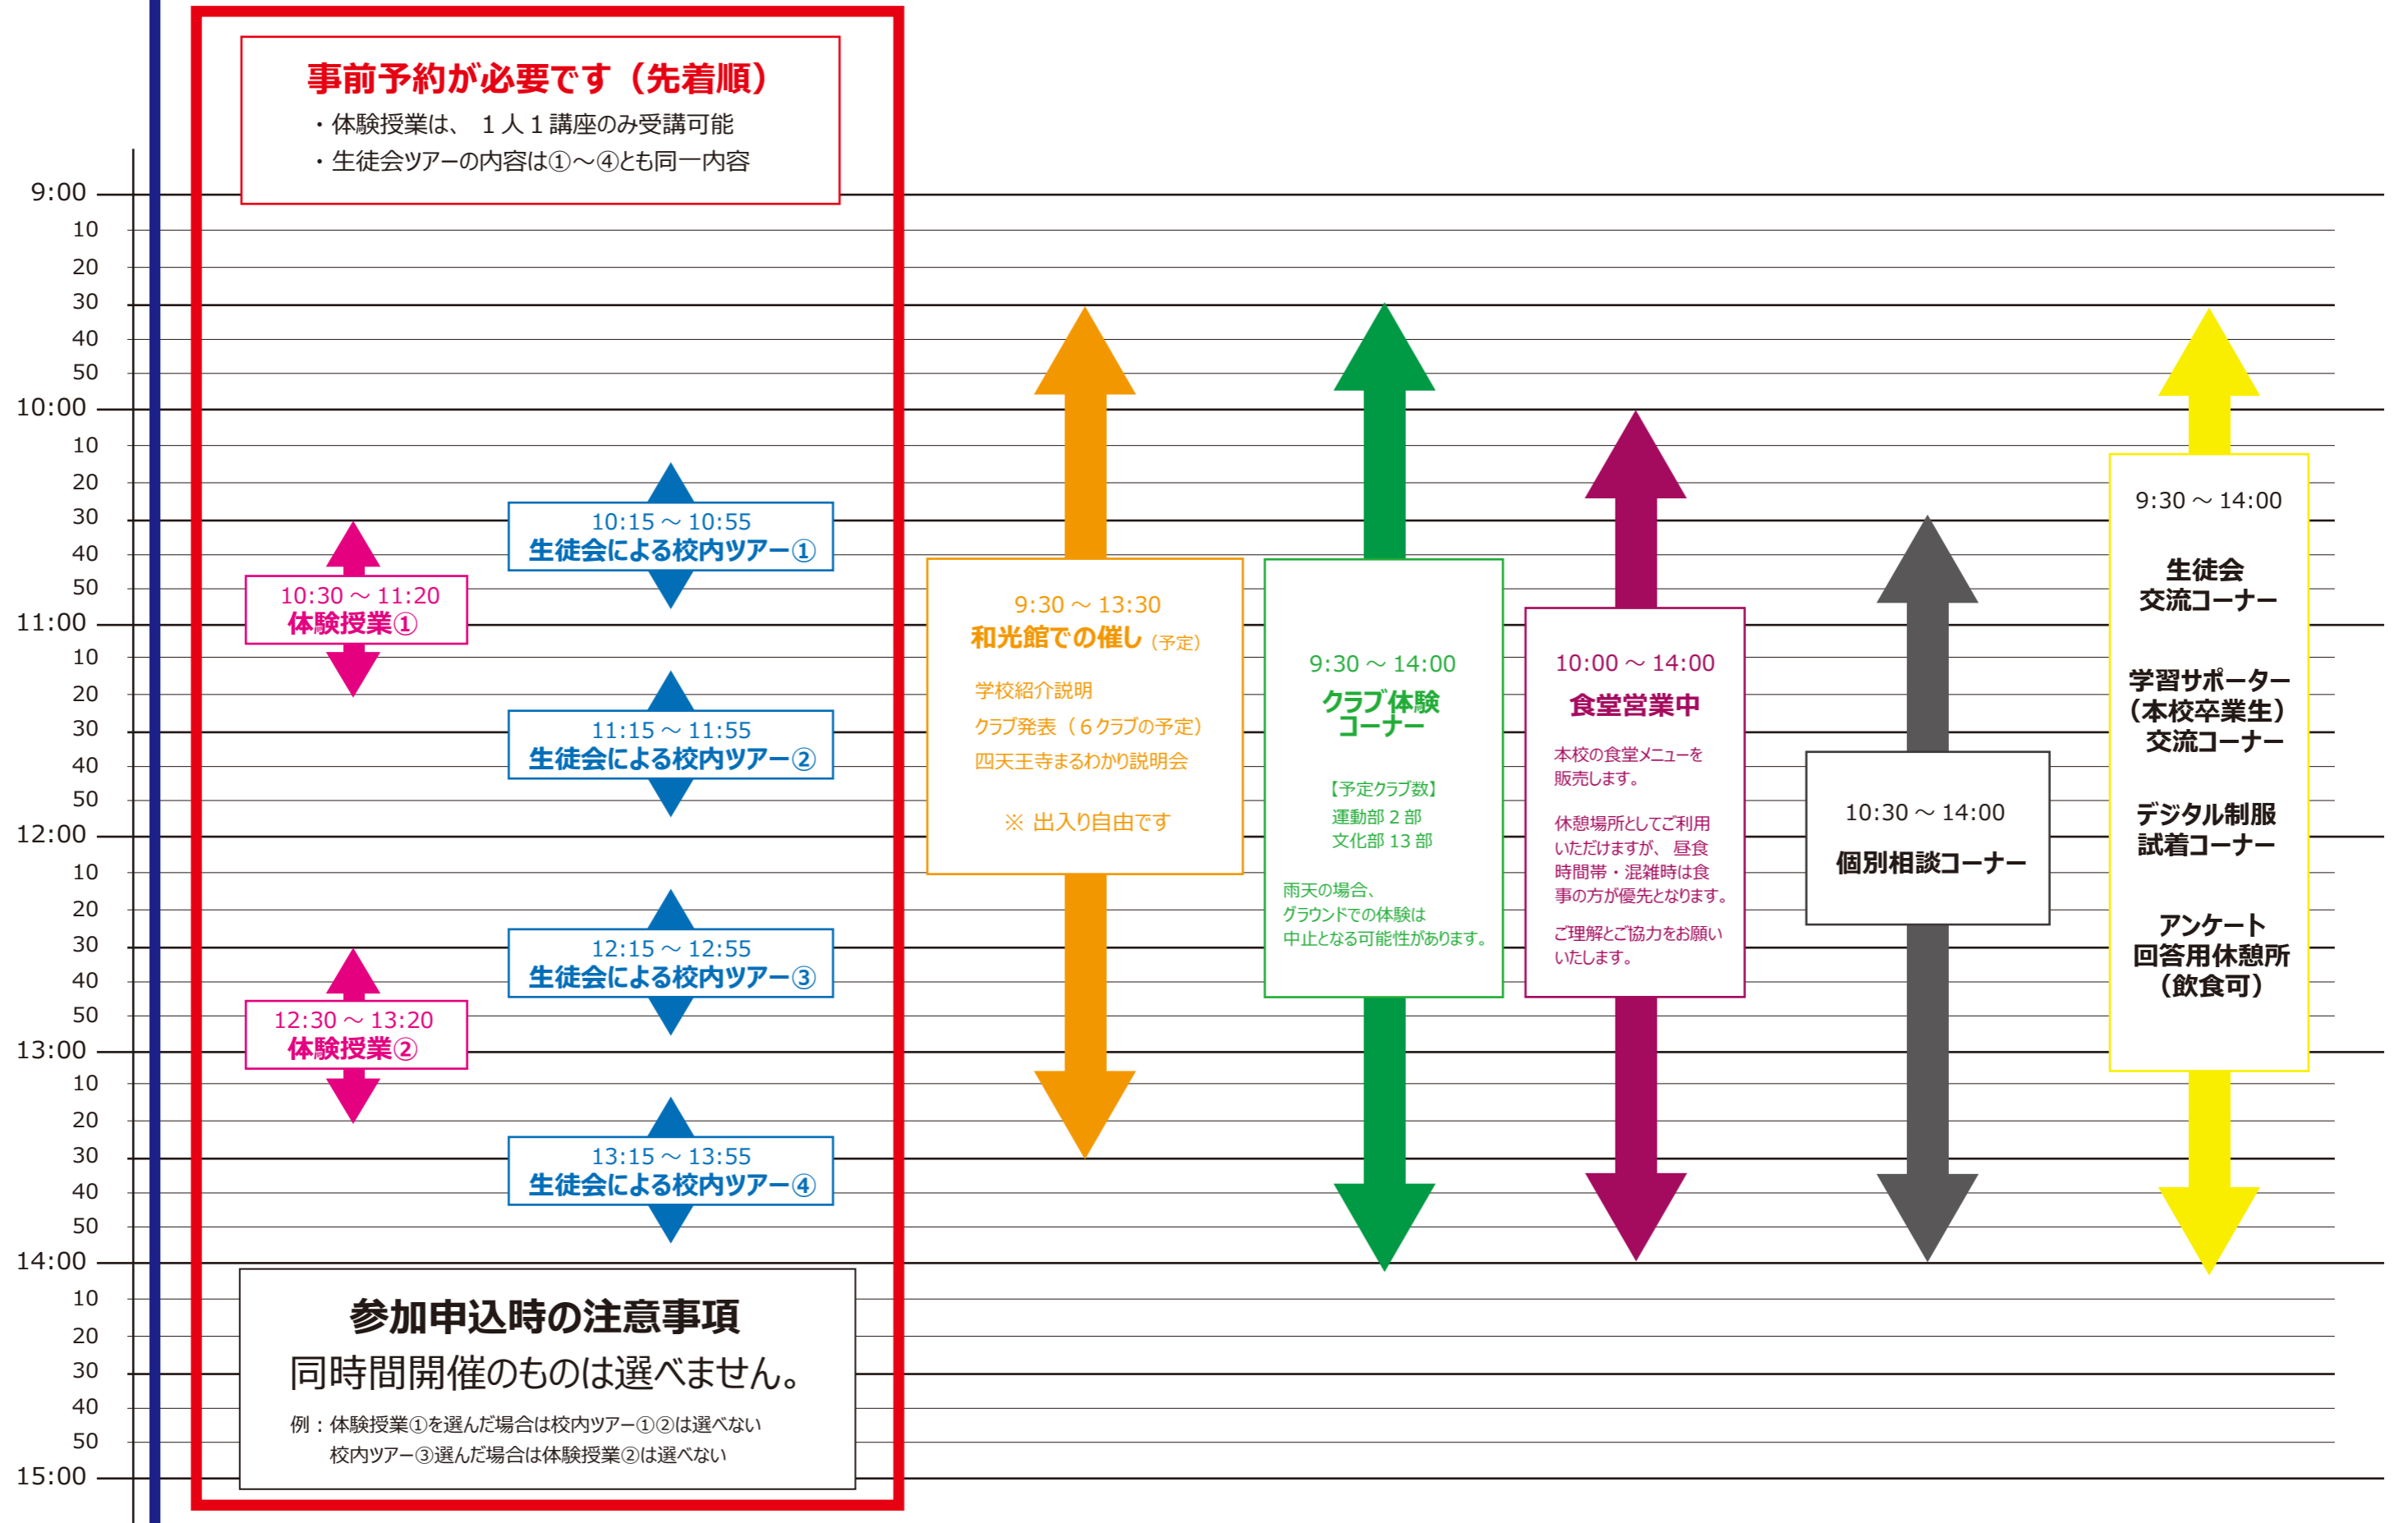 事前予約が必要です（先着順）
・体験授業は、１人１講座のみ受講可能
・生徒会ツアーの内容は①～④とも同一内容
9:00
10
20
30
40
50
10:00
10
20
30
40
50
11:00
10
20
30
40
50
12:00
10
20
30
40
50
13:00
10
20
30
40
50
14:00
10
20
30
40
50
15:00
10:30～11:20
体験授業①
12:30～13:20
体験授業②
10:15～10:55
生徒会による校内ツアー①
11:15～11:55
生徒会による校内ツアー②
12:15～12:55
生徒会による校内ツアー③
13:15～13:55
生徒会による校内ツアー④
参加申込時の注意事項
同時間開催のものは選べません。
例：体験授業①を選んだ場合は校内ツアー①②は選べない
校内ツアー③選んだ場合は体験授業②は選べない
9:30～13:30
和光館での催し（予定）
学校紹介説明
クラブ発表（６クラブの予定）
四天王寺まるわかり説明会
※ 出入り自由です
9:30～14:00
クラブ体験
コーナー
【予定クラブ数】
運動部２部
文化部13部
雨天の場合、
グラウンドでの体験は
中止となる可能性があります。
10:00～14:00
食堂営業中
本校の食堂メニューを
販売します。
休憩場所としてご利用
いただけますが、昼食
時間帯・混雑時は食
事の方が優先となります。
ご理解とご協力をお願い
いたします。
10:30～14:00
個別相談コーナー
9:30～14:00
生徒会
交流コーナー
学習サポーター
（本校卒業生）
交流コーナー
デジタル制服
試着コーナー
アンケート
回答用休憩所
（飲食可）